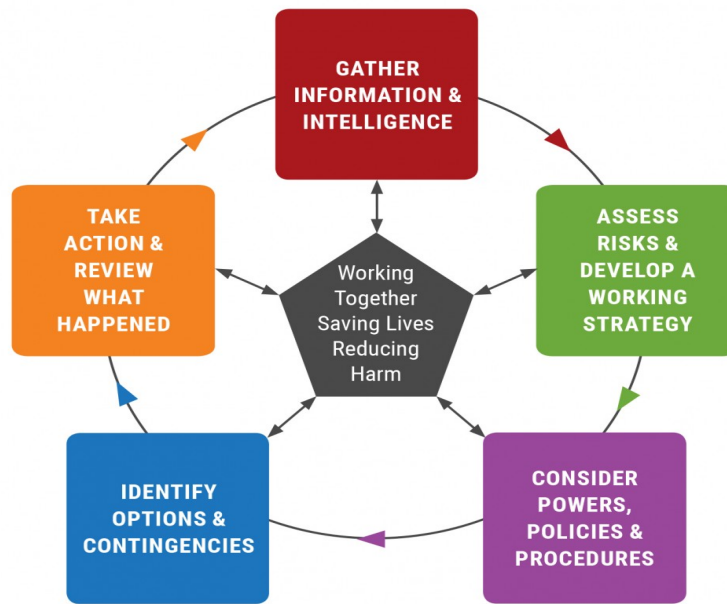 GATHER
INFORMATION &
INTELLIGENCE
ASSESS
RISKS &
DEVELOP A
WORKING
STRATEGY
CONSIDER
POWERS,
POLICIES &
PROCEDURES
IDENTIFY
OPTIONS &
CONTINGENCIES
TAKE
ACTION &
REVIEW
WHAT
HAPPENED
Working
Together
Saving Lives
Reducing
Harm